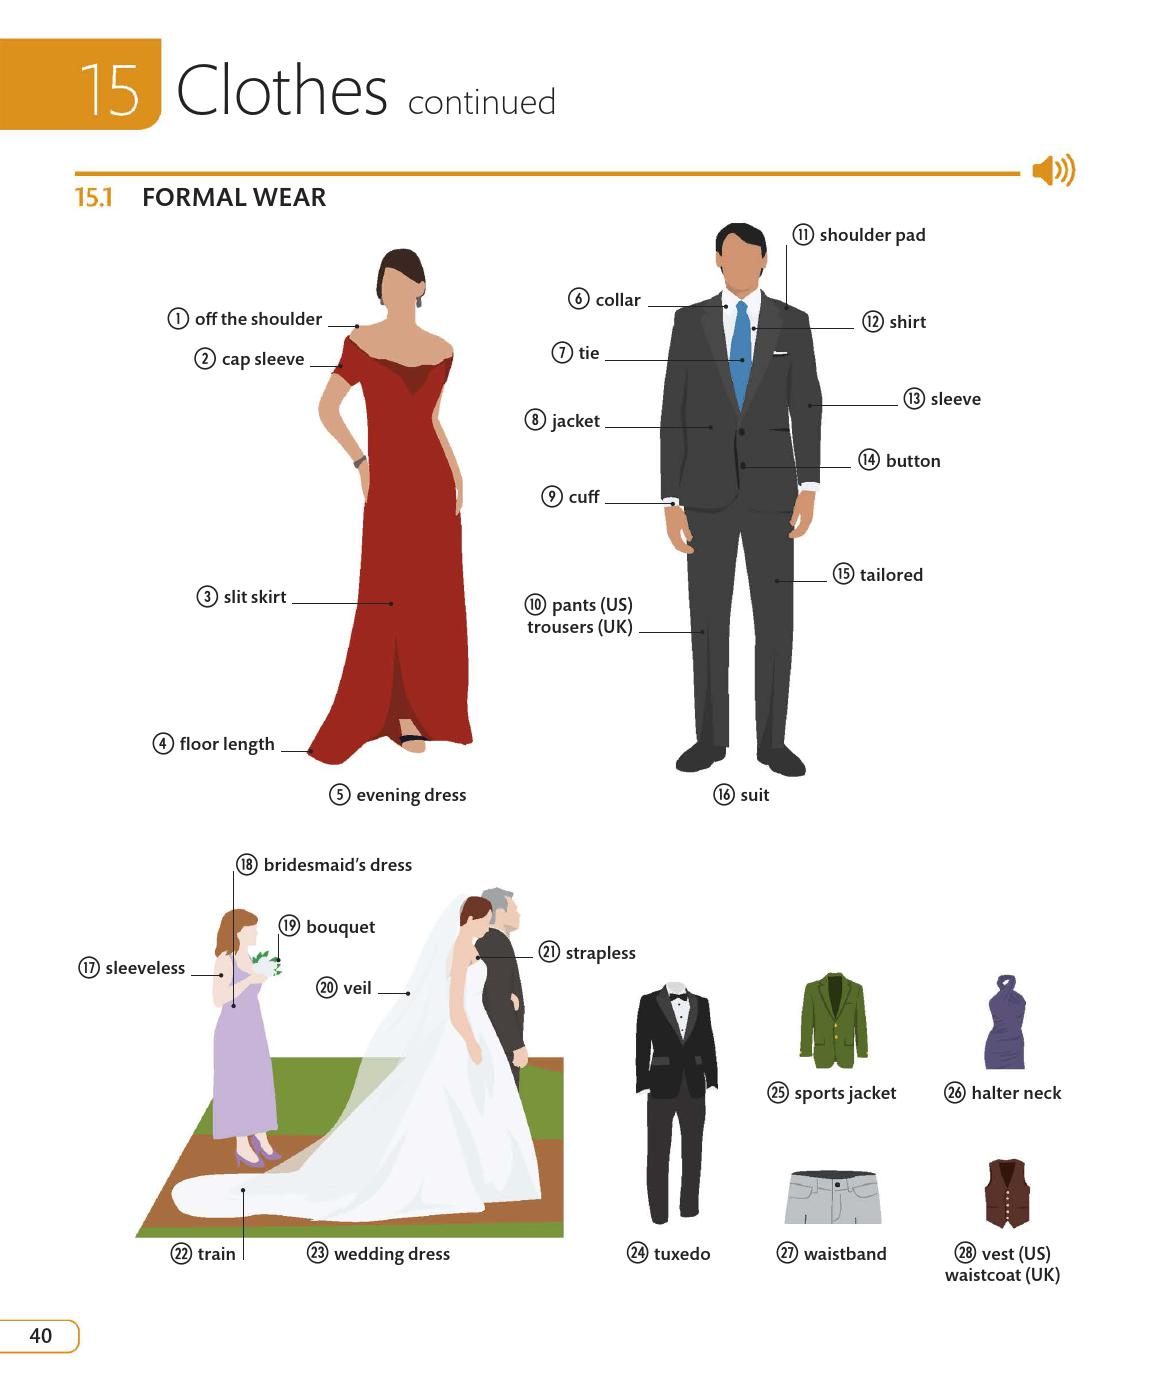 15 Clothes continued
15.1 FORMAL WEAR
1 off the shoulder
2 cap sleeve
3 slit skirt
4 floor length
5 evening dress
6 collar
7 tie
8 jacket
9 cuff
10 pants (US)
trousers (UK)
11 shoulder pad
12 shirt
13 sleeve
14 button
15 tailored
16 suit
17 sleeveless
18 bridesmaid's dress
19 bouquet
20 veil
21 strapless
22 train
23 wedding dress
24 tuxedo
25 sports jacket
26 halter neck
27 waistband
28 vest (US)
waistcoat (UK)
40